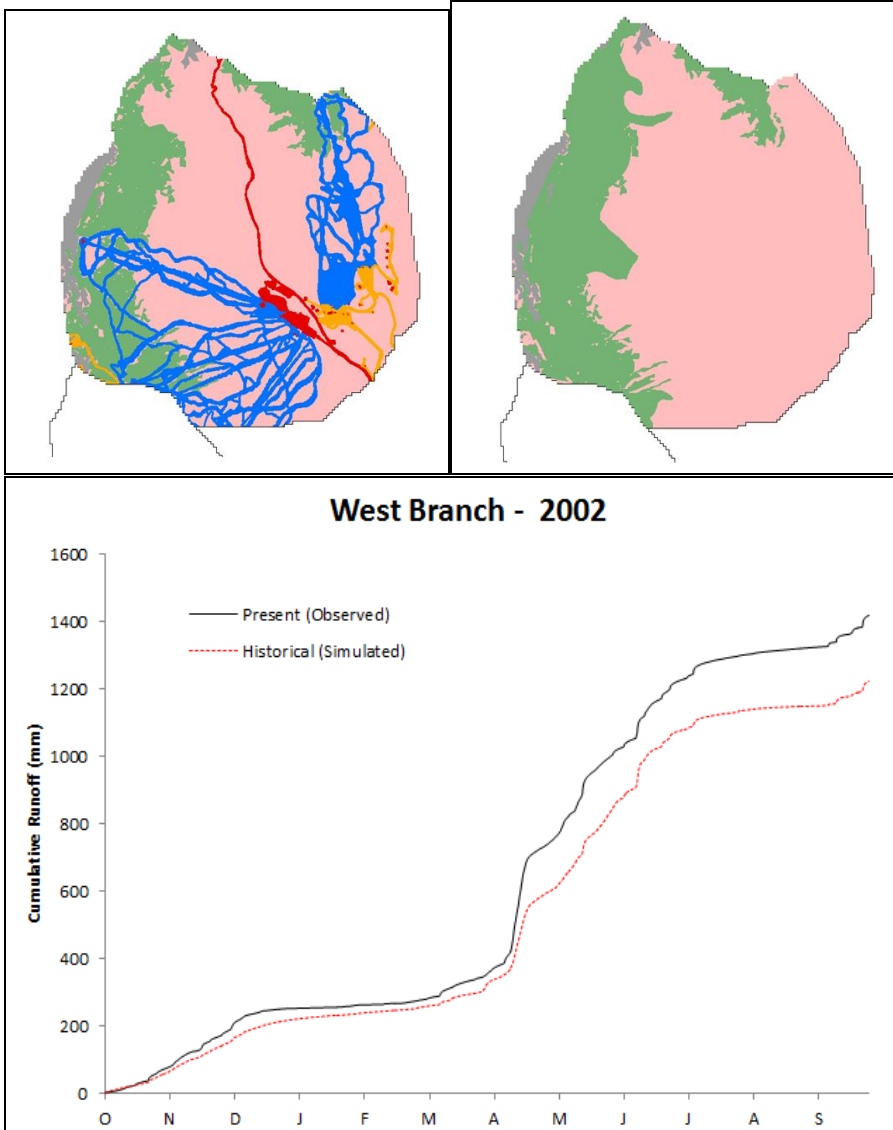 West Branch - 2002
1600
1400
1200
1000
800
600
400
200
0
Cumulative Runoff (mm)
Present (Observed)
Historical (Simulated)
O N D J F M A M J J A S